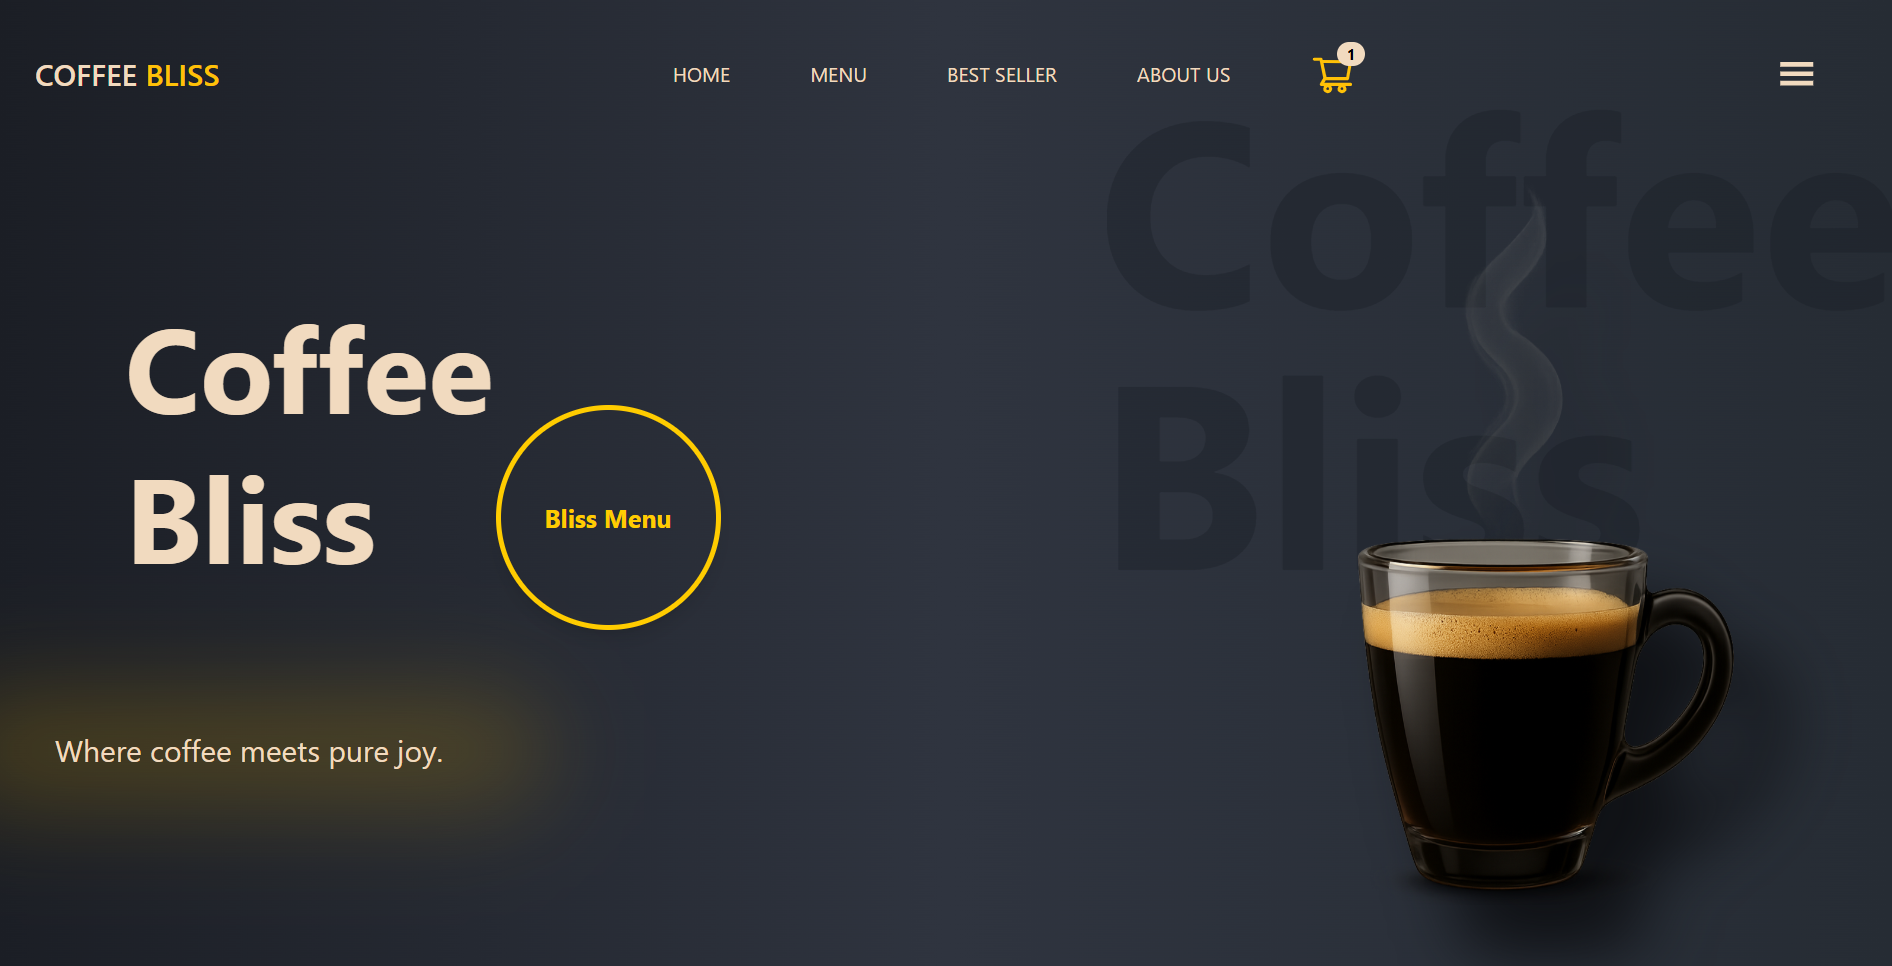 COFFEE BLISS
HOME
MENU
BEST SELLER
ABOUT US
1
Coffee
Bliss
Coffee
Bliss
Bliss Menu
Where coffee meets pure joy.